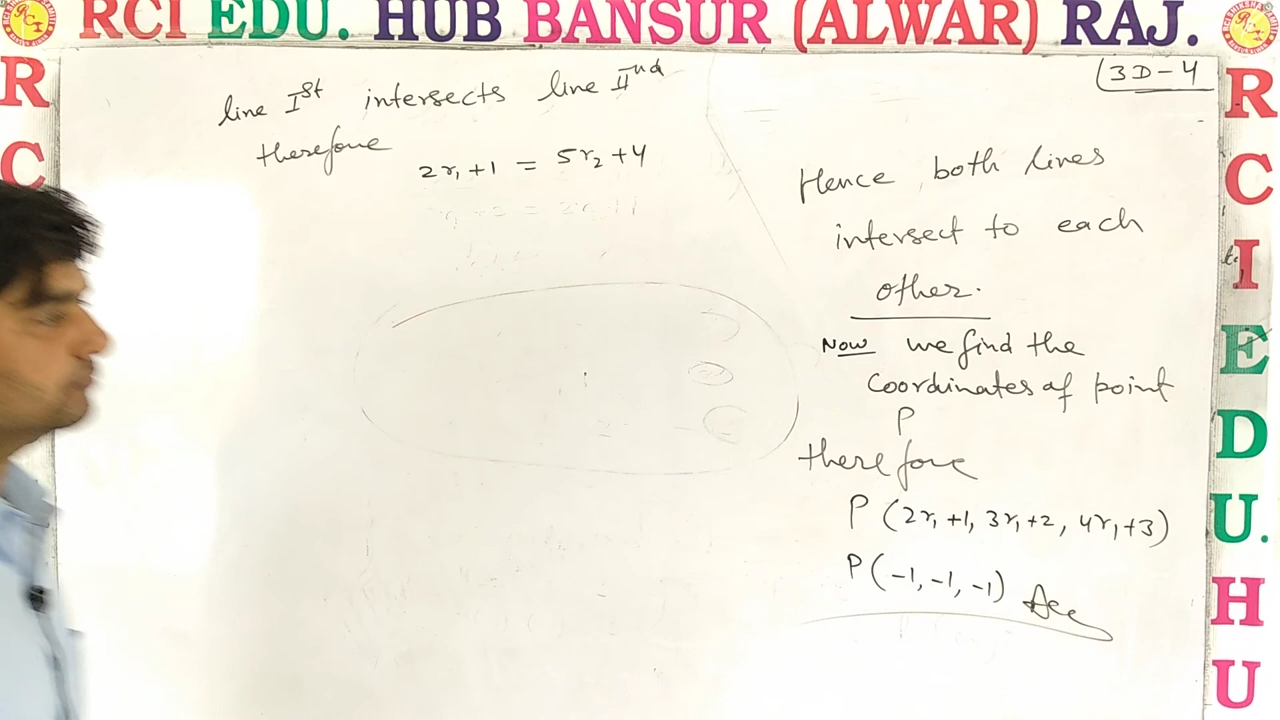 RCI EDU. HUB BANSUR (ALWAR) RAJ.
R
C
line Iˢᵗ intersects line IIⁿᵈ
therefore
2r₁+1 = 5r₂+4
3D-4
Hence both lines
intersect to each
other.
Now we find the
coordinates of point
P
therefore
P(2r₁+1, 3r₁+2, 4r₁+3)
P(-1, -1, -1)
R
C
I
E
D
U.
H
U